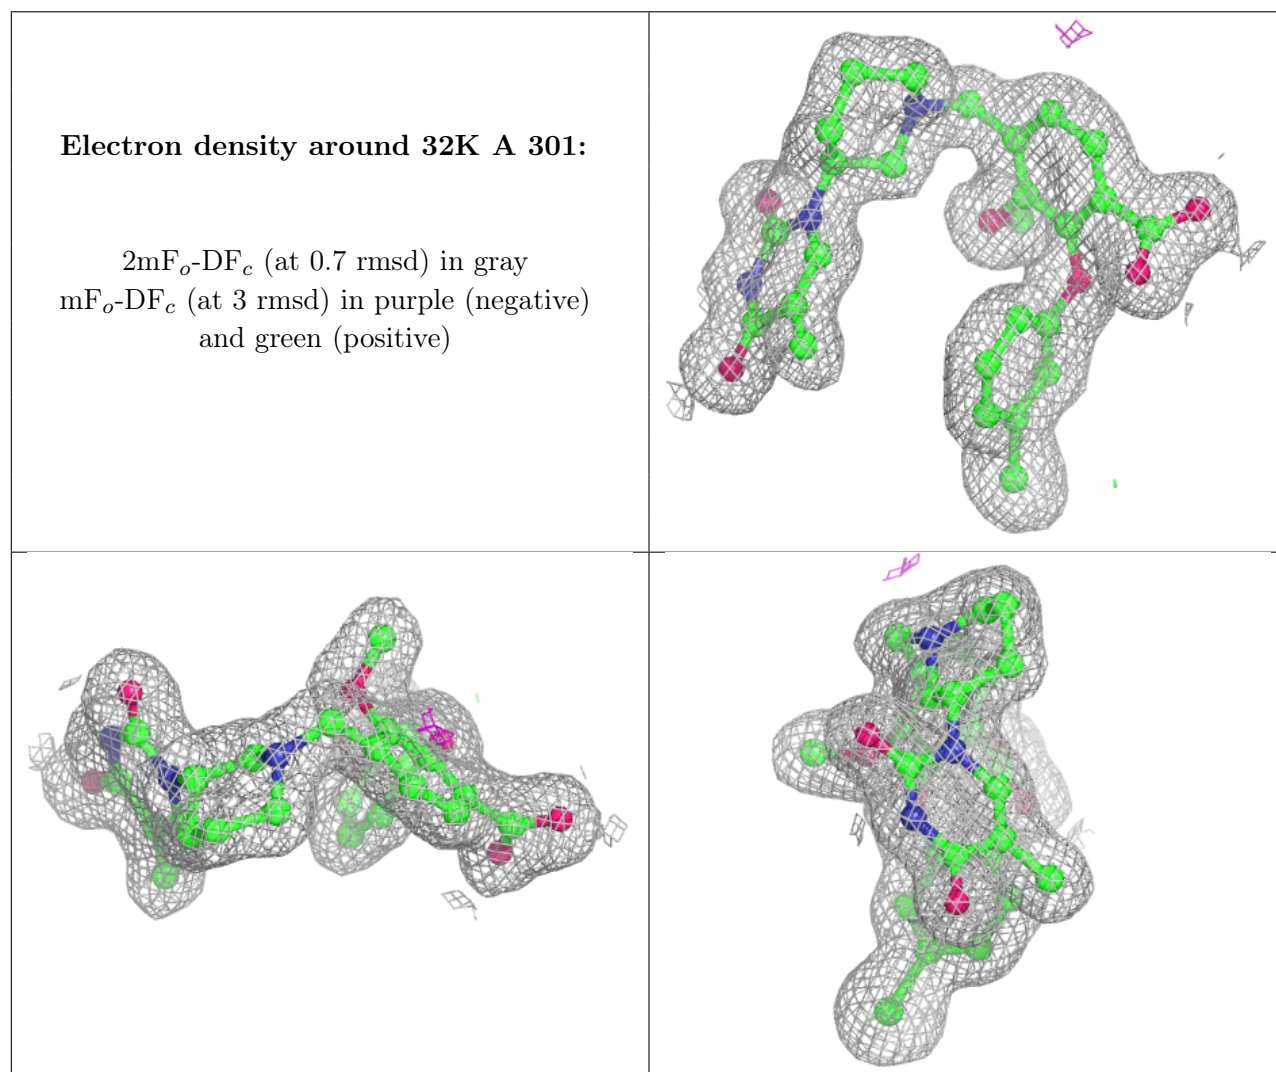 Electron density around 32K A 301:
2mFo-DFc (at 0.7 rmsd) in gray
mFo-DFc (at 3 rmsd) in purple (negative)
and green (positive)